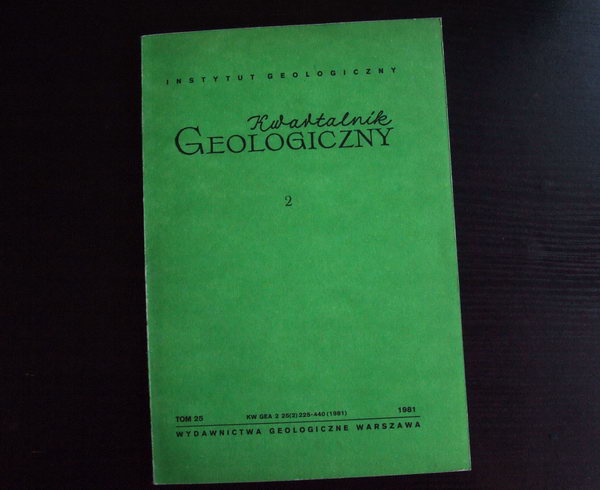 INSTYTUT GEOLOGICZNY
Kwartalnik
GEOLOGICZNY
2
TOM 25 KW GEA 2 25(2)225-440(1981) 1981
WYDAWNICTWA GEOLOGICZNE WARSZAWA